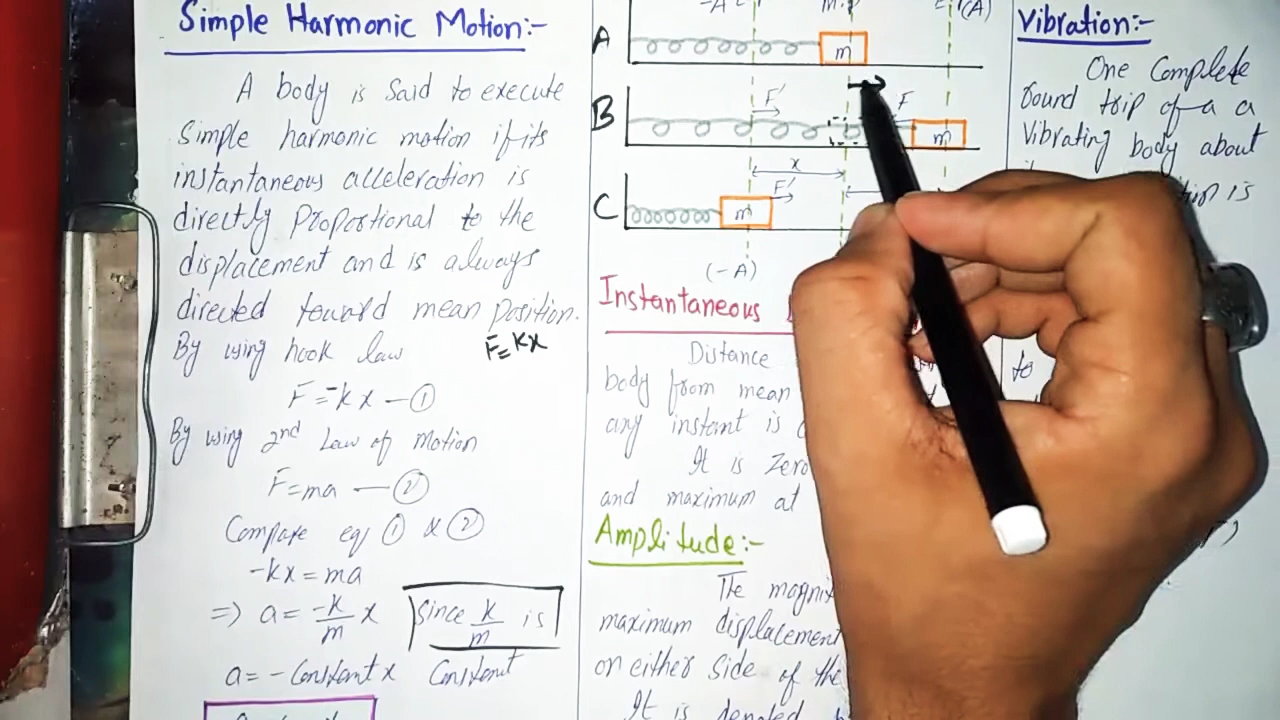 Simple Harmonic Motion:-
A body is said to execute
Simple harmonic motion if its
instantaneous acceleration is
directly proportional to the
displacement and is always
directed toward mean position.
By using hook law
F=kx
F=-kx —①
By using 2nd Law of Motion
F=ma —②
Compare eq ① & ②
-kx=ma
=> a= -k/m x
Since k/m is
Constant
a= -Constant x
A
m
B
F'
F
m
x
C
m
F'
(-A)
Instantaneous
Distance
body from mean
any instant is
It is Zero
and maximum at
Amplitude:-
The
maximum displacement
on either side of the
It is denoted
Vibration:-
One Complete
round trip of a a
Vibrating body about
is
to